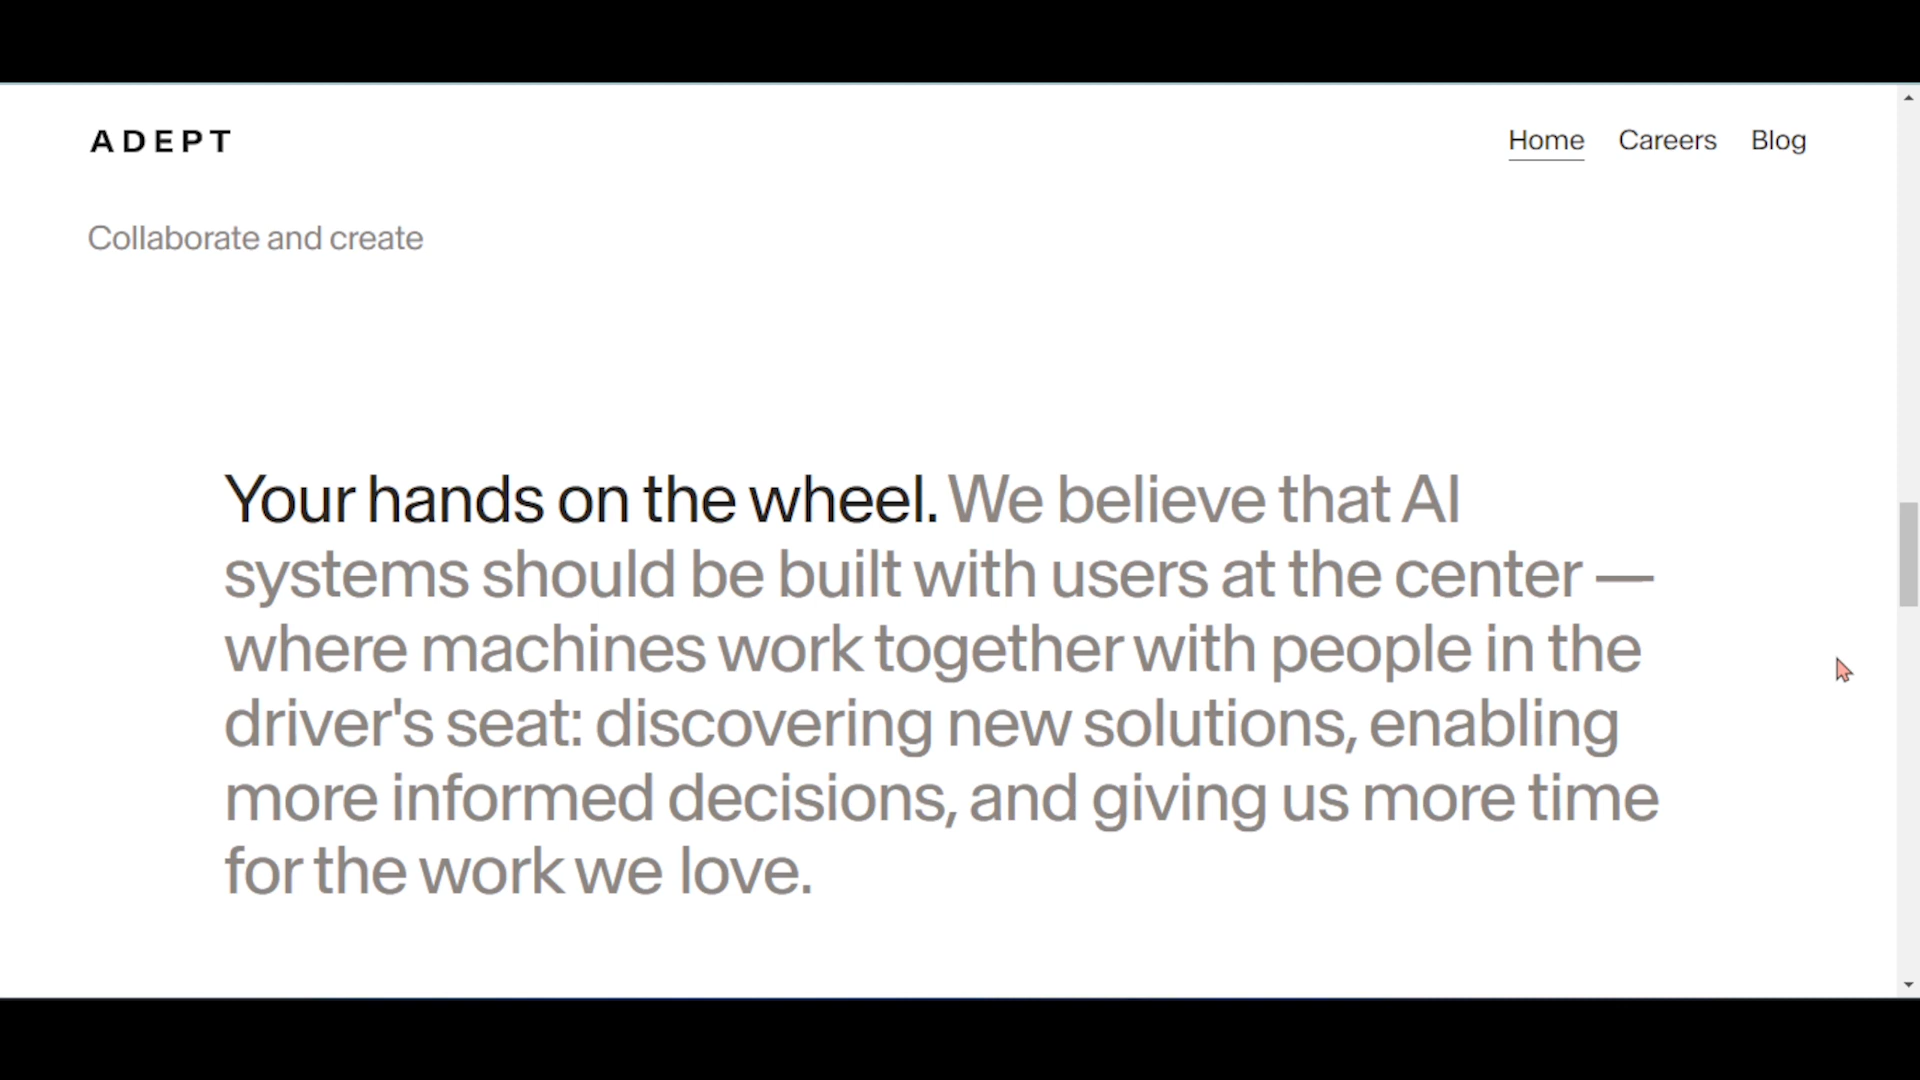 ADEPT
Home Careers Blog
Collaborate and create
Your hands on the wheel. We believe that AI
systems should be built with users at the center —
where machines work together with people in the
driver's seat: discovering new solutions, enabling
more informed decisions, and giving us more time
for the work we love.